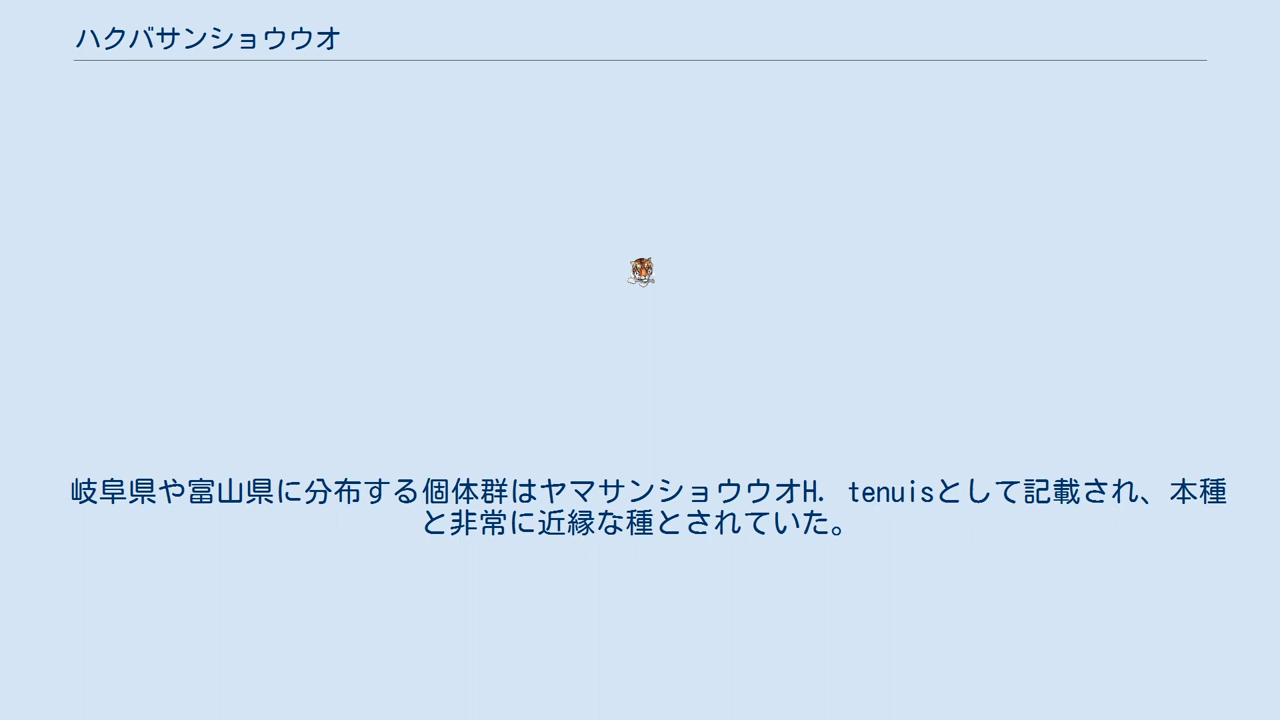 ハクバサンショウウオ
岐阜県や富山県に分布する個体群はヤマサンショウウオH. tenuisとして記載され、本種
と非常に近縁な種とされていた。